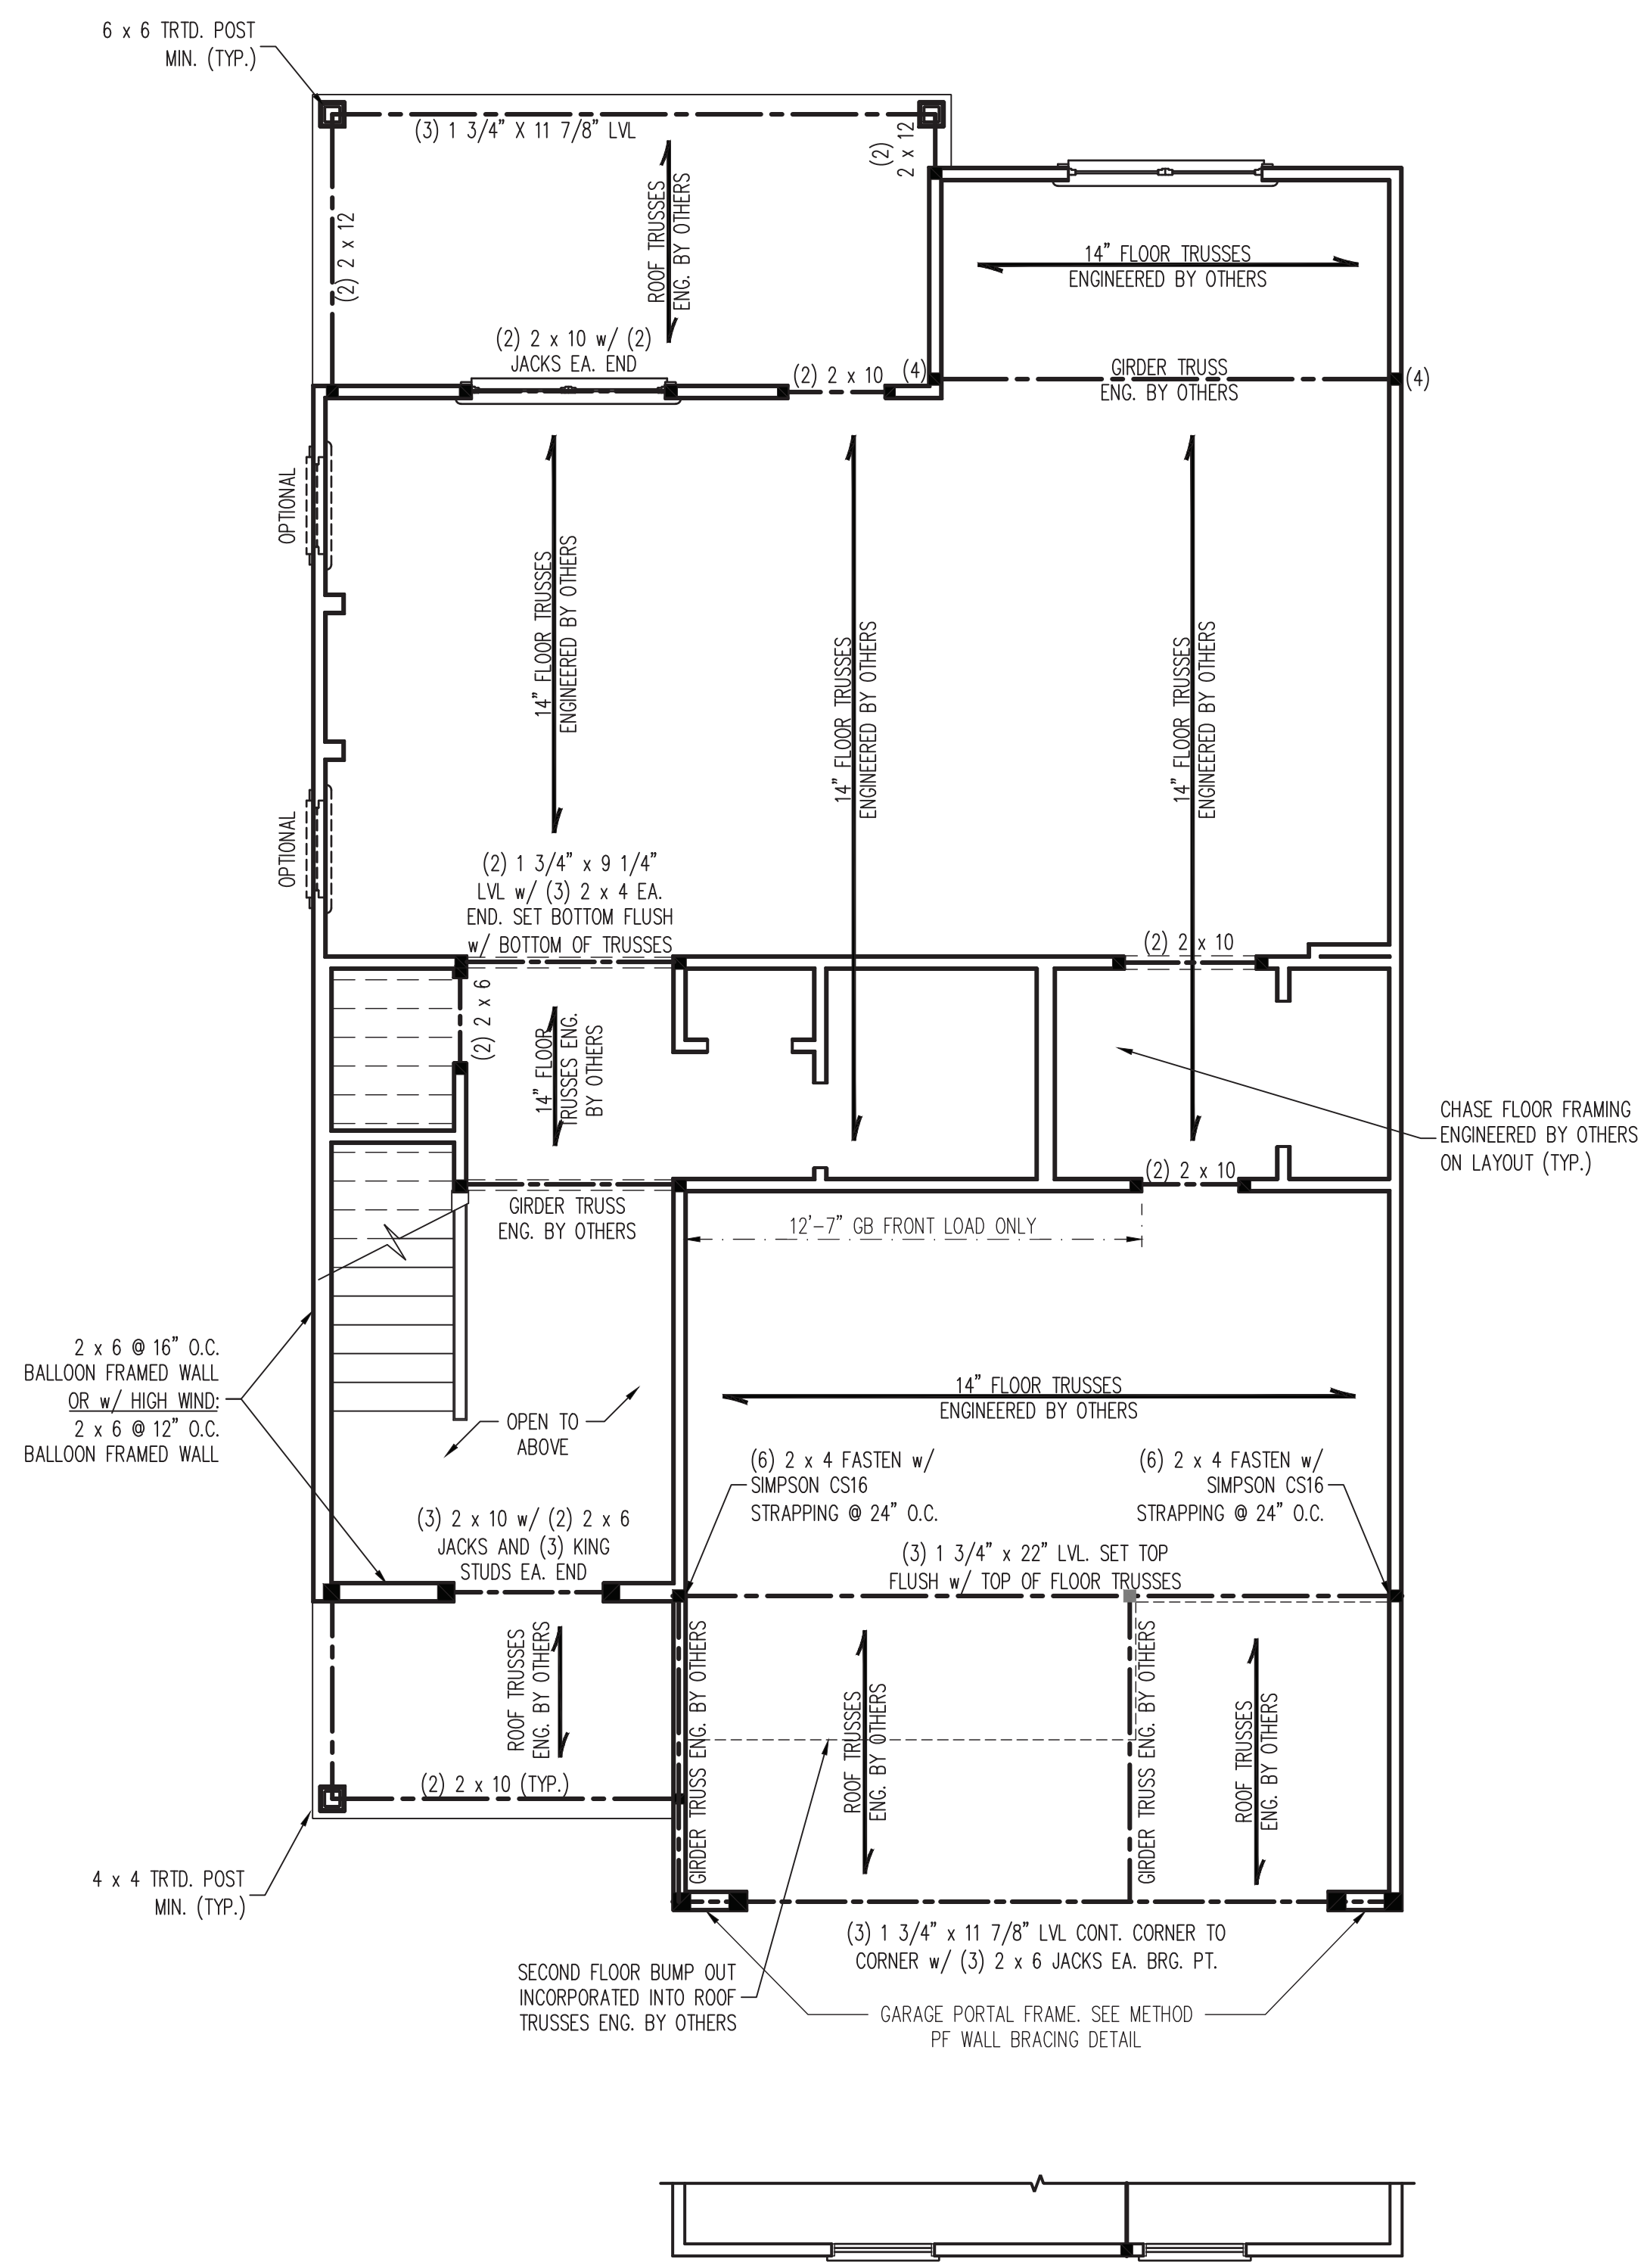 6 x 6 TRTD. POST
MIN. (TYP.)
(3) 1 3/4" X 11 7/8" LVL
(2)
2 x 12
(2) 2 x 12
ROOF TRUSSES
ENG. BY OTHERS
14" FLOOR TRUSSES
ENGINEERED BY OTHERS
(2) 2 x 10 w/ (2)
JACKS EA. END
(2) 2 x 10
(4)
GIRDER TRUSS
ENG. BY OTHERS
(4)
OPTIONAL
14" FLOOR TRUSSES
ENGINEERED BY OTHERS
14" FLOOR TRUSSES
ENGINEERED BY OTHERS
14" FLOOR TRUSSES
ENGINEERED BY OTHERS
OPTIONAL
(2) 1 3/4" x 9 1/4"
LVL w/ (3) 2 x 4 EA.
END. SET BOTTOM FLUSH
w/ BOTTOM OF TRUSSES
(2) 2 x 10
(2) 2 x 6
14" FLOOR
TRUSSES ENG.
BY OTHERS
CHASE FLOOR FRAMING
ENGINEERED BY OTHERS
ON LAYOUT (TYP.)
(2) 2 x 10
GIRDER TRUSS
ENG. BY OTHERS
12'-7" GB FRONT LOAD ONLY
2 x 6 @ 16" O.C.
BALLOON FRAMED WALL
OR w/ HIGH WIND:
2 x 6 @ 12" O.C.
BALLOON FRAMED WALL
OPEN TO
ABOVE
14" FLOOR TRUSSES
ENGINEERED BY OTHERS
(6) 2 x 4 FASTEN w/
SIMPSON CS16
STRAPPING @ 24" O.C.
(6) 2 x 4 FASTEN w/
SIMPSON CS16
STRAPPING @ 24" O.C.
(3) 2 x 10 w/ (2) 2 x 6
JACKS AND (3) KING
STUDS EA. END
(3) 1 3/4" x 22" LVL. SET TOP
FLUSH w/ TOP OF FLOOR TRUSSES
ROOF TRUSSES
ENG. BY OTHERS
GIRDER TRUSS ENG. BY OTHERS
ROOF TRUSSES
ENG. BY OTHERS
GIRDER TRUSS ENG. BY OTHERS
ROOF TRUSSES
ENG. BY OTHERS
(2) 2 x 10 (TYP.)
4 x 4 TRTD. POST
MIN. (TYP.)
(3) 1 3/4" x 11 7/8" LVL CONT. CORNER TO
CORNER w/ (3) 2 x 6 JACKS EA. BRG. PT.
SECOND FLOOR BUMP OUT
INCORPORATED INTO ROOF
TRUSSES ENG. BY OTHERS
GARAGE PORTAL FRAME. SEE METHOD
PF WALL BRACING DETAIL